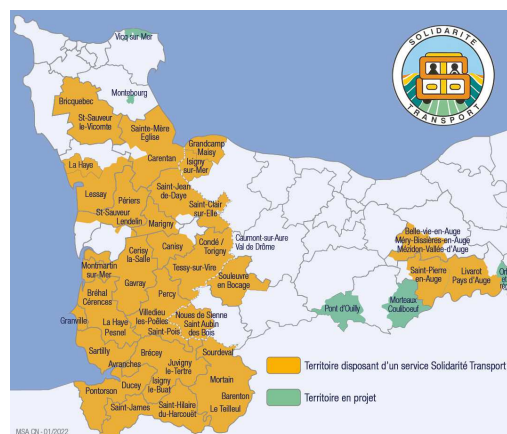 Vicq sur Mer
SOLIDARITÉ
TRANSPORT
Montebourg
Bricquebec
St-Sauveur
le-Vicomte
Sainte-Mère
Eglise
Grandcamp
Maisy
Isigny
sur-Mer
Carentan
La Haye
Saint-Jean
de-Daye
Lessay
Périers
Saint-Clair
sur-Elle
St-Sauveur
Lendelin
Marigny
Belle-vie-en-Auge
Méry-Bissières-en-Auge
Mézidon-Vallée-d'Auge
Condé /
Torigny
Caumont-sur-Aure
Val de Drôme
Cerisy
la-Salle
Canisy
Montmartin
sur-Mer
Tessy-sur-Vire
Saint-Pierre
en-Auge
Livarot
Pays d'Auge
Souleuvre
en Bocage
Gavray
Bréhal
Cérences
Percy
Morteaux
Coulibœuf
Pont d'Ouilly
Granville
La Haye
Pesnel
Villedieu
les-Poêles
Saint-Pois
Noues de Sienne
Saint Aubin
des Bois
Sartilly
Brécey
Sourdeval
Avranches
Juvigny
le-Tertre
Territoire disposant d'un service Solidarité Transport
Ducey
Isigny
le-Buat
Mortain
Pontorson
Barenton
Territoire en projet
Saint-James
Saint-Hilaire
du-Harcouët
Le Teilleul
MSA CN - 01/2022